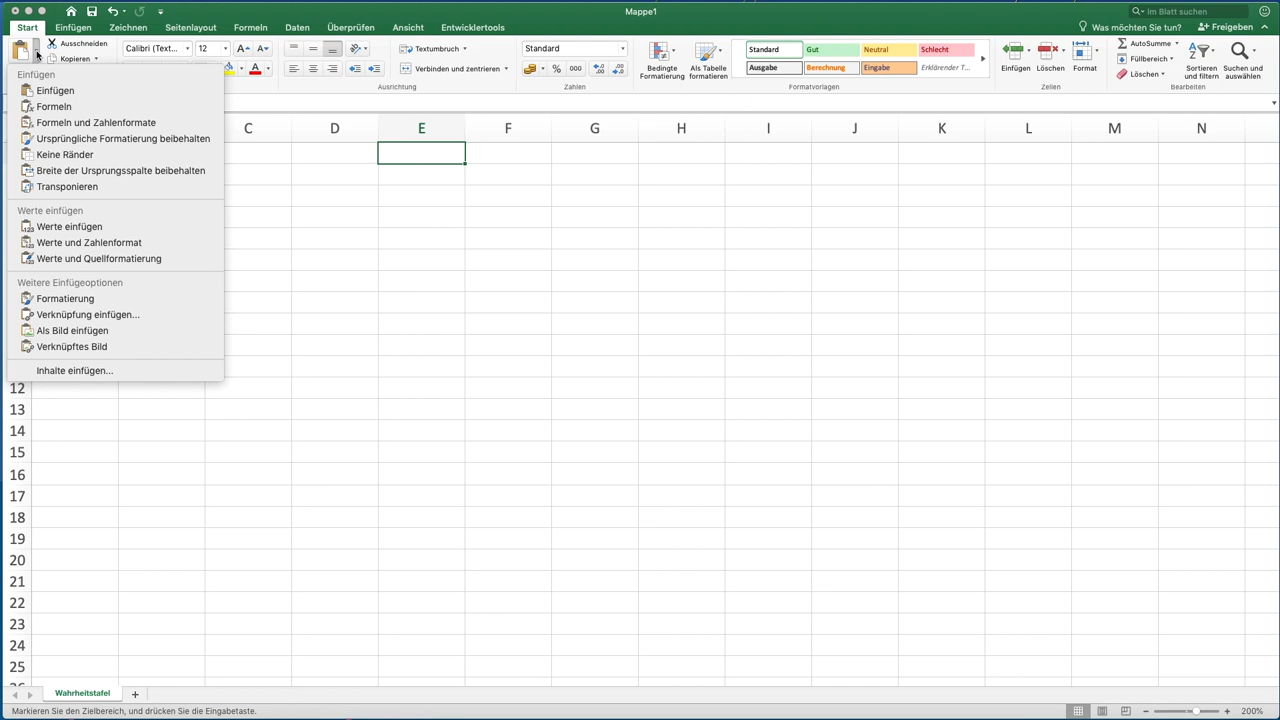 Mappe1
Im Blatt suchen
Start Einfügen Zeichnen Seitenlayout Formeln Daten Überprüfen Ansicht Entwicklertools
Was möchten Sie tun? Freigeben
Ausschneiden
Kopieren
Calibri (Text... 12
Textumbruch
Verbinden und zentrieren
Ausrichtung
Standard
% 000
Zahlen
Bedingte Formatierung
Als Tabelle formatieren
Standard Gut Neutral Schlecht
Ausgabe Berechnung Eingabe Erklärender T...
Formatvorlagen
Einfügen Löschen Format
Zellen
AutoSumme
Füllbereich
Löschen
Sortieren und filtern
Suchen und auswählen
Bearbeiten
Einfügen
Einfügen
Formeln
Formeln und Zahlenformate
Ursprüngliche Formatierung beibehalten
Keine Ränder
Breite der Ursprungsspalte beibehalten
Transponieren
Werte einfügen
Werte einfügen
Werte und Zahlenformat
Werte und Quellformatierung
Weitere Einfügeoptionen
Formatierung
Verknüpfung einfügen...
Als Bild einfügen
Verknüpftes Bild
Inhalte einfügen...
C D E F G H I J K L M N
12
13
14
15
16
17
18
19
20
21
22
23
24
25
Wahrheitstafel
Markieren Sie den Zielbereich, und drücken Sie die Eingabetaste.
200%